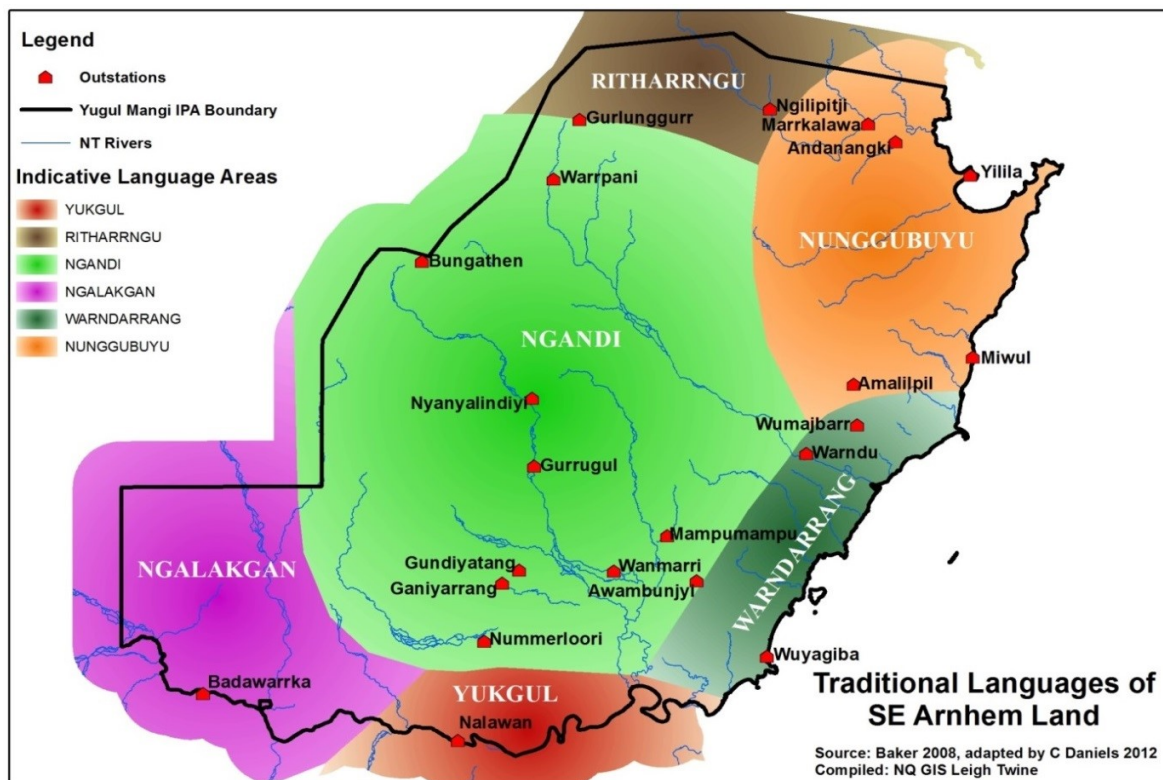 Legend
Outstations
Yugul Mangi IPA Boundary
NT Rivers
Indicative Language Areas
YUKGUL
RITHARRNGU
NGANDI
NGALAKGAN
WARNDARRANG
NUNGGUBUYU
RITHARRNGU
Gurlunggurr
Ngilipitji
Marrkalawa
Andanangki
Yilila
Warrpani
NUNGGUBUYU
Bungathen
NGANDI
Miwul
Amalilpil
Nyanyalindiyi
Wumajbarr
Warndu
Gurrugul
WARNDARRANG
Mampumampu
NGALAKGAN
Gundiyatang
Wanmarri
Ganiyarrang
Awambunjyi
Nummerloori
Wuyagiba
Badawarrka
YUKGUL
Nalawan
Traditional Languages of
SE Arnhem Land
Source: Baker 2008, adapted by C Daniels 2012
Compiled: NQ GIS Leigh Twine